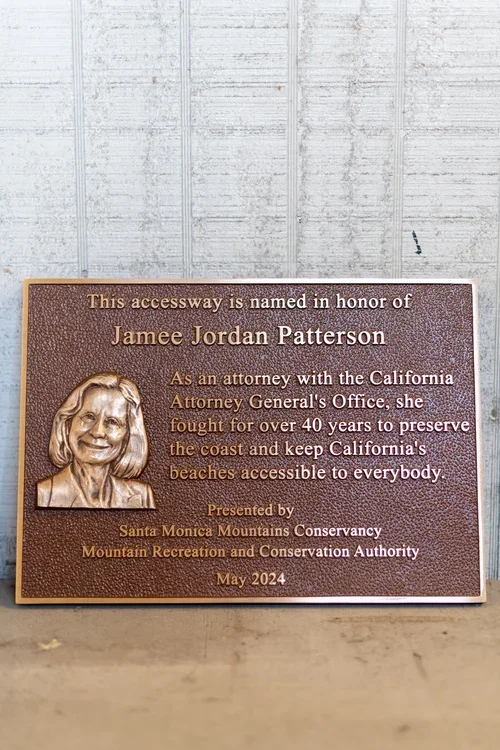 This accessway is named in honor of
Jamee Jordan Patterson
As an attorney with the California
Attorney General's Office, she
fought for over 40 years to preserve
the coast and keep California's
beaches accessible to everybody.
Presented by
Santa Monica Mountains Conservancy
Mountain Recreation and Conservation Authority
May 2024